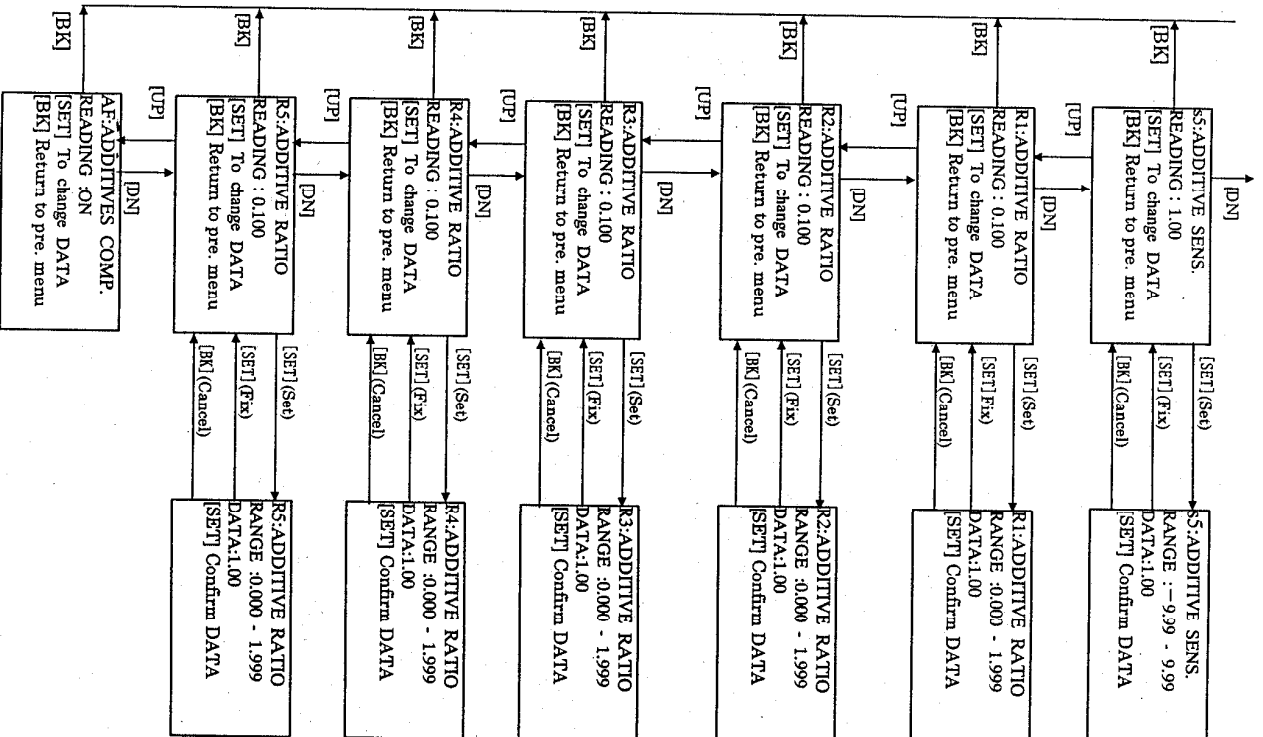 [DN]
[BK]
s5:ADDITIVE SENS.
READING : 1.00
[SET] To change DATA
[BK] Return to pre. menu
[SET](Set)
[SET](Fix)
[BK](Cancel)
s5:ADDITIVE SENS.
RANGE : – 9.99 - 9.99
DATA:1.00
[SET] Confirm DATA
[UP]
[DN]
[BK]
R1:ADDITIVE RATIO
READING : 0.100
[SET] To change DATA
[BK] Return to pre. menu
[SET](Set)
[SET]Fix)
[BK](Cancel)
R1:ADDITIVE RATIO
RANGE :0.000 - 1.999
DATA:1.00
[SET] Confirm DATA
[UP]
[DN]
[BK]
R2:ADDITIVE RATIO
READING : 0.100
[SET] To change DATA
[BK] Return to pre. menu
[SET](Set)
[SET](Fix)
[BK](Cancel)
R2:ADDITIVE RATIO
RANGE :0.000 - 1.999
DATA:1.00
[SET] Confirm DATA
[UP]
[DN]
[BK]
R3:ADDITIVE RATIO
READING : 0.100
[SET] To change DATA
[BK] Return to pre. menu
[SET](Set)
[SET](Fix)
[BK](Cancel)
R3:ADDITIVE RATIO
RANGE :0.000 - 1.999
DATA:1.00
[SET] Confirm DATA
[UP]
[DN]
[BK]
R4:ADDITIVE RATIO
READING : 0.100
[SET] To change DATA
[BK] Return to pre. menu
[SET](Set)
[SET](Fix)
[BK](Cancel)
R4:ADDITIVE RATIO
RANGE :0.000 - 1.999
DATA:1.00
[SET] Confirm DATA
[UP]
[DN]
[BK]
R5:ADDITIVE RATIO
READING : 0.100
[SET] To change DATA
[BK] Return to pre. menu
[SET](Set)
[SET](Fix)
[BK](Cancel)
R5:ADDITIVE RATIO
RANGE :0.000 - 1.999
DATA:1.00
[SET] Confirm DATA
[UP]
[DN]
[BK]
AF:ADDITIVES COMP.
READING :ON
[SET] To change DATA
[BK] Return to pre. menu